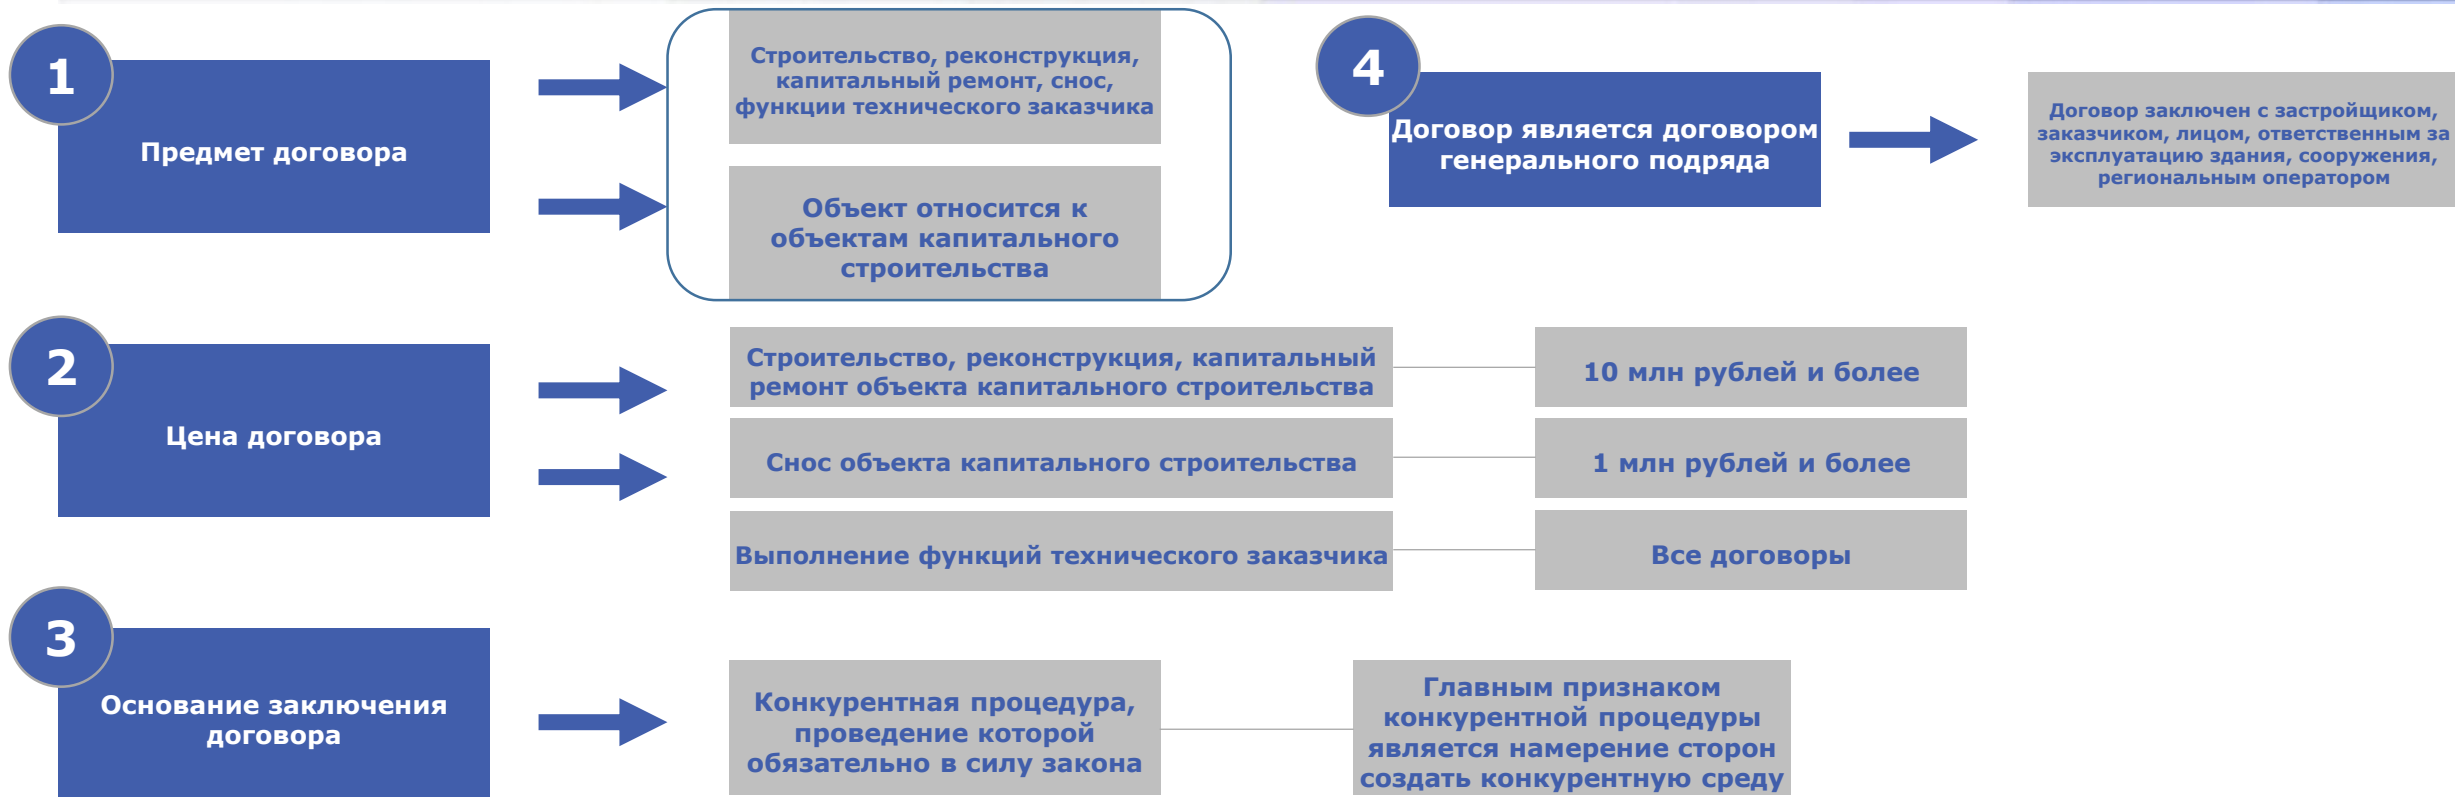 1
Предмет договора
Строительство, реконструкция,
капитальный ремонт, снос,
функции технического заказчика
Объект относится к
объектам капитального
строительства
4
Договор является договором
генерального подряда
Договор заключен с застройщиком,
заказчиком, лицом, ответственным за
эксплуатацию здания, сооружения,
региональным оператором
2
Цена договора
Строительство, реконструкция, капитальный
ремонт объекта капитального строительства
10 млн рублей и более
Снос объекта капитального строительства
1 млн рублей и более
Выполнение функций технического заказчика
Все договоры
3
Основание заключения
договора
Конкурентная процедура,
проведение которой
обязательно в силу закона
Главным признаком
конкурентной процедуры
является намерение сторон
создать конкурентную среду